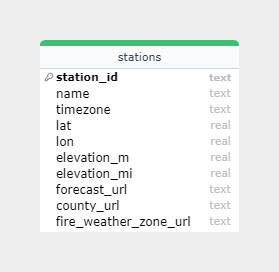 stations
station_id text
name text
timezone text
lat real
lon real
elevation_m real
elevation_mi real
forecast_url text
county_url text
fire_weather_zone_url text